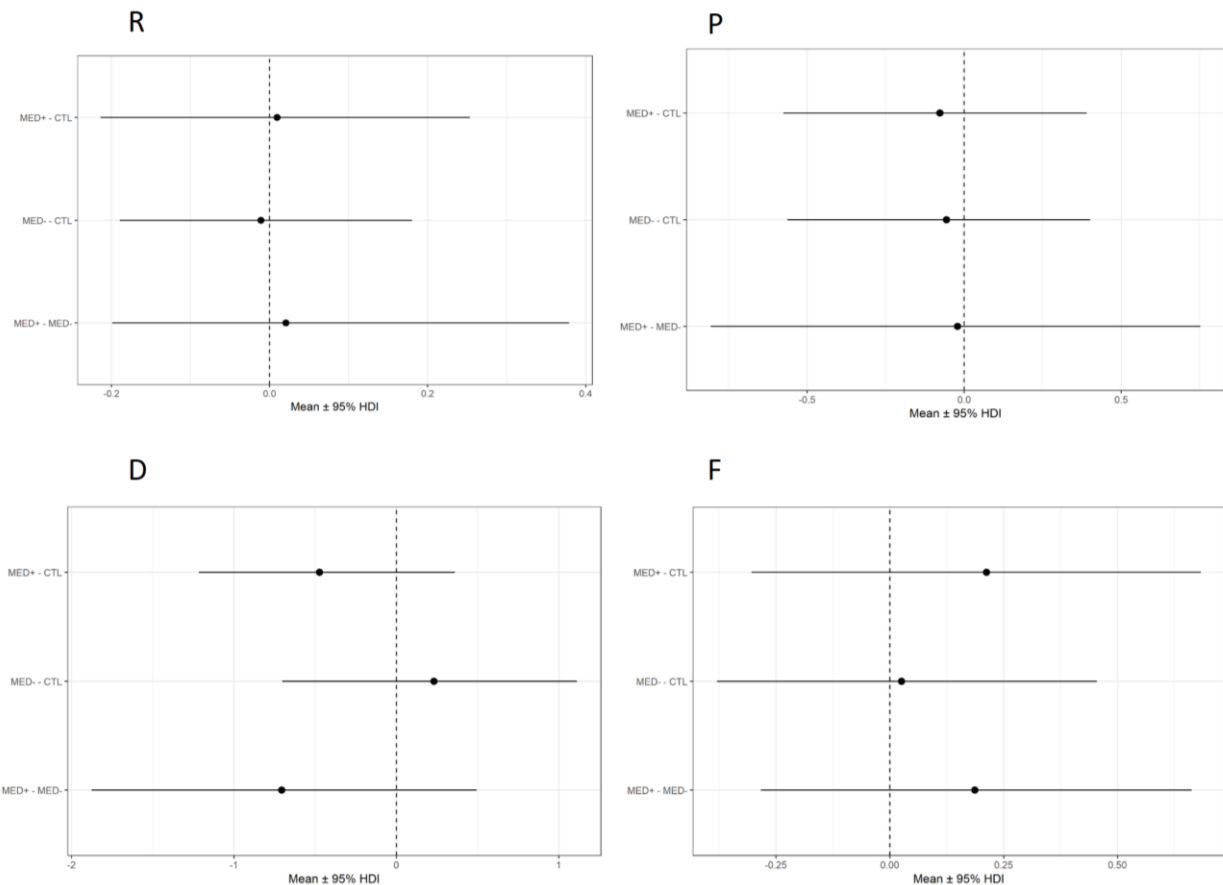 R
MED+ - CTL
MED- - CTL
MED+ - MED-
-0.2 0.0 0.2 0.4
Mean ± 95% HDI
P
MED+ - CTL
MED- - CTL
MED+ - MED-
-0.5 0.0 0.5
Mean ± 95% HDI
D
MED+ - CTL
MED- - CTL
MED+ - MED-
-2 -1 0 1
Mean ± 95% HDI
F
MED+ - CTL
MED- - CTL
MED+ - MED-
-0.25 0.00 0.25 0.50
Mean ± 95% HDI